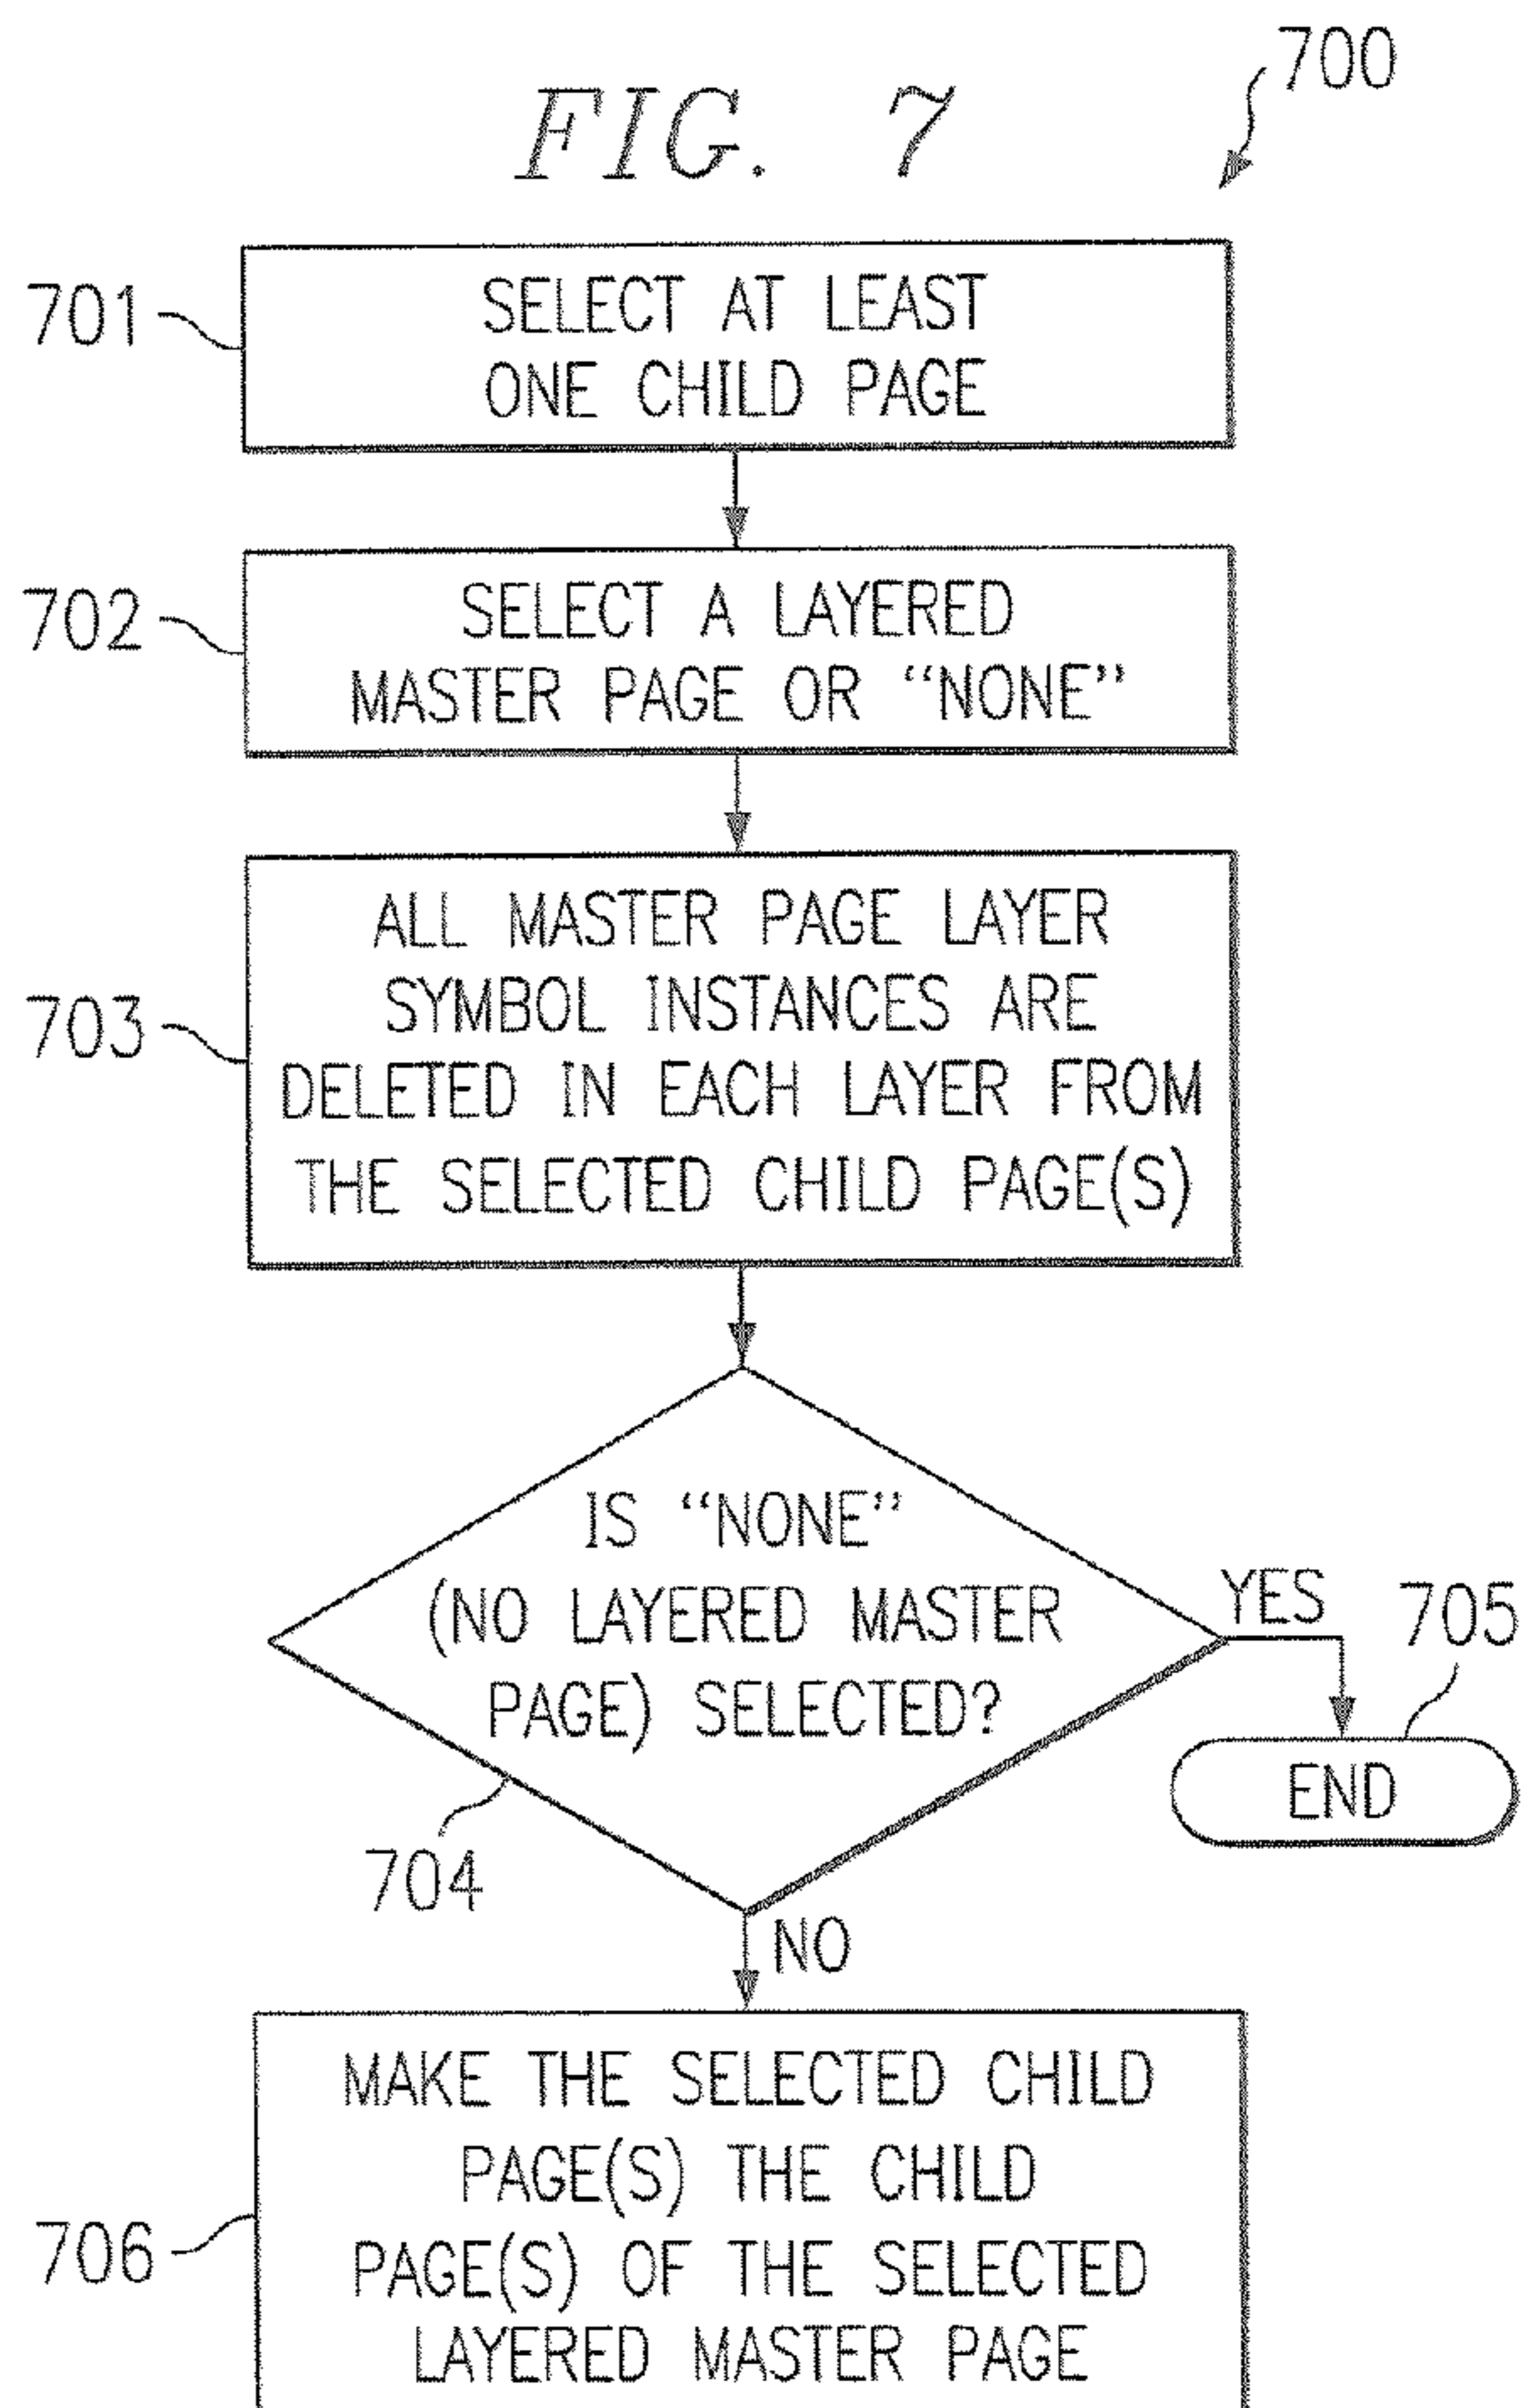 700
FIG. 7
701
SELECT AT LEAST
ONE CHILD PAGE
702
SELECT A LAYERED
MASTER PAGE OR “NONE”
703
ALL MASTER PAGE LAYER
SYMBOL INSTANCES ARE
DELETED IN EACH LAYER FROM
THE SELECTED CHILD PAGE(S)
IS “NONE”
(NO LAYERED MASTER
PAGE) SELECTED?
YES
705
END
704
NO
706
MAKE THE SELECTED CHILD
PAGE(S) THE CHILD
PAGE(S) OF THE SELECTED
LAYERED MASTER PAGE